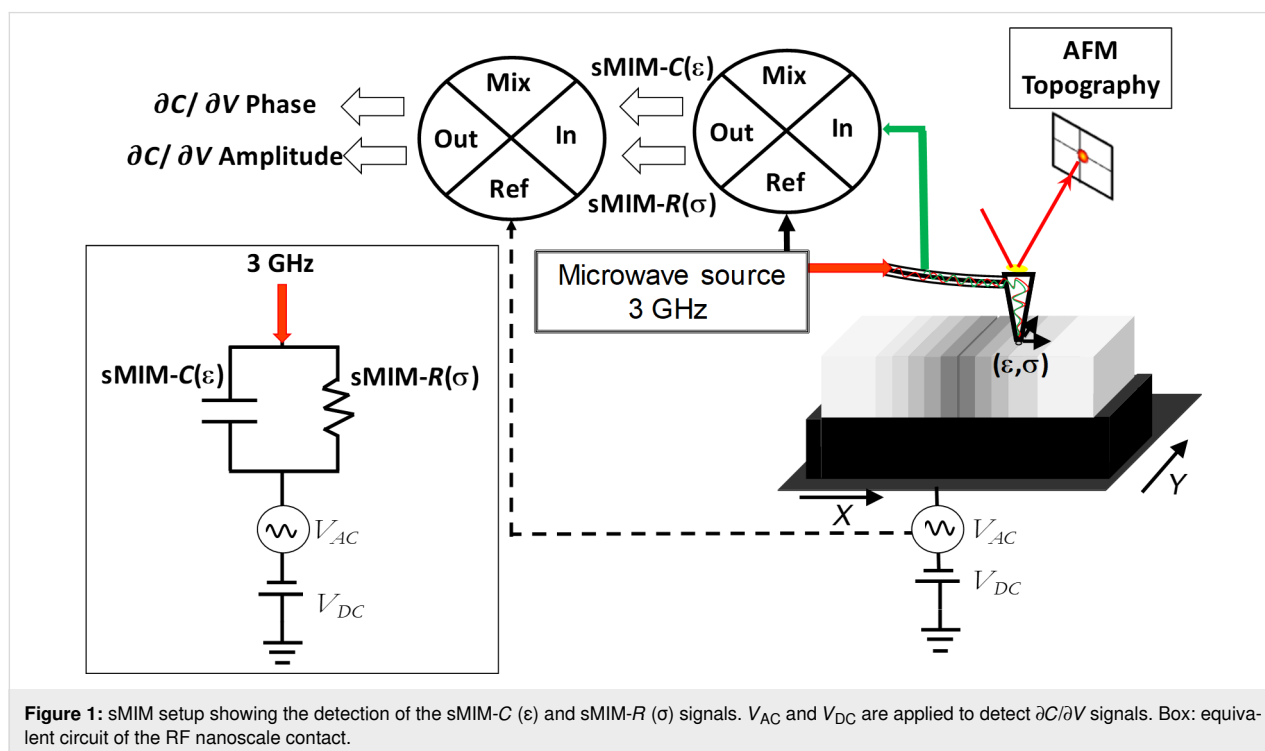 AFM
Topography
sMIM-C(ε)
Mix
Out
In
Ref
sMIM-R(σ)
Mix
Out
In
Ref
∂C/ ∂V Phase
∂C/ ∂V Amplitude
Microwave source
3 GHz
(ε,σ)
X
Y
V_AC
V_DC
3 GHz
sMIM-C(ε)
sMIM-R(σ)
V_AC
V_DC
Figure 1: sMIM setup showing the detection of the sMIM-C (ε) and sMIM-R (σ) signals. V_AC and V_DC are applied to detect ∂C/∂V signals. Box: equiva-
lent circuit of the RF nanoscale contact.